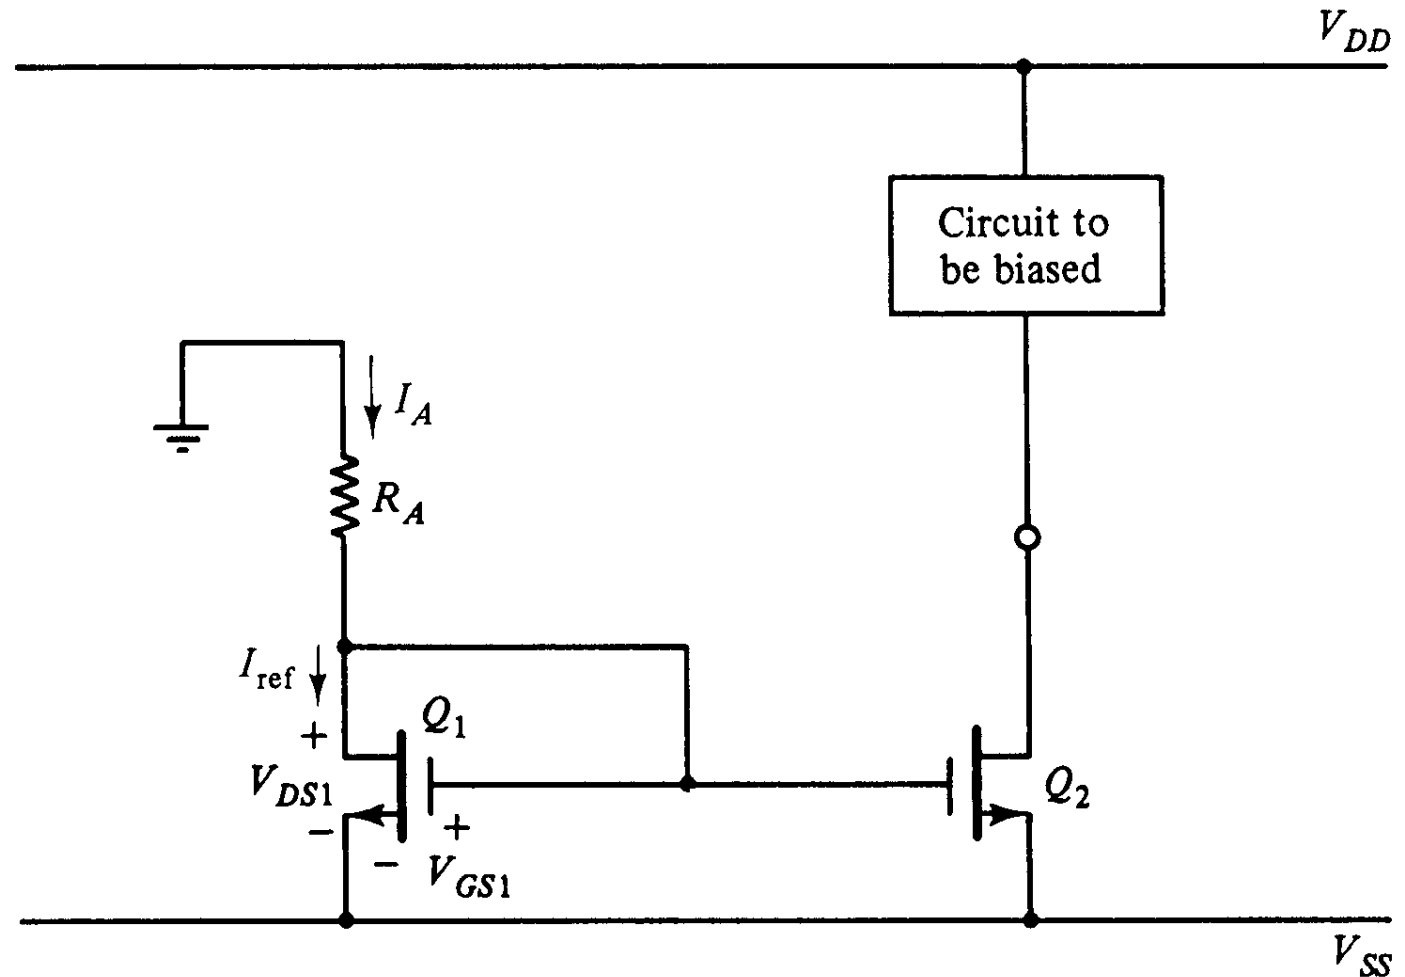 V_DD
Circuit to
be biased
I_A
R_A
I_ref
+
Q_1
V_DS1
−
+
−
V_GS1
Q_2
V_SS